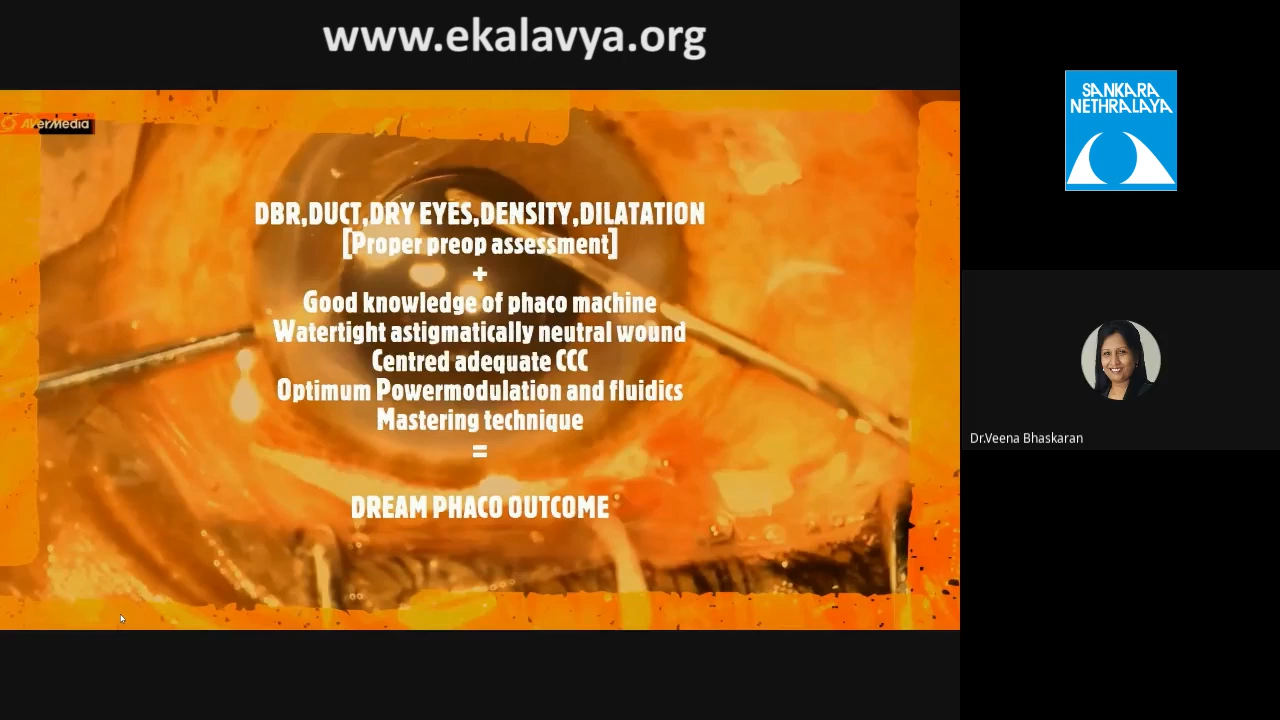 www.ekalavya.org
AVerMedia
DBR,DUCT,DRY EYES,DENSITY,DILATATION
[Proper preop assessment]
+
Good knowledge of phaco machine
Watertight astigmatically neutral wound
Centred adequate CCC
Optimum Powermodulation and fluidics
Mastering technique
=
DREAM PHACO OUTCOME
SANKARA
NETHRALAYA
Dr.Veena Bhaskaran